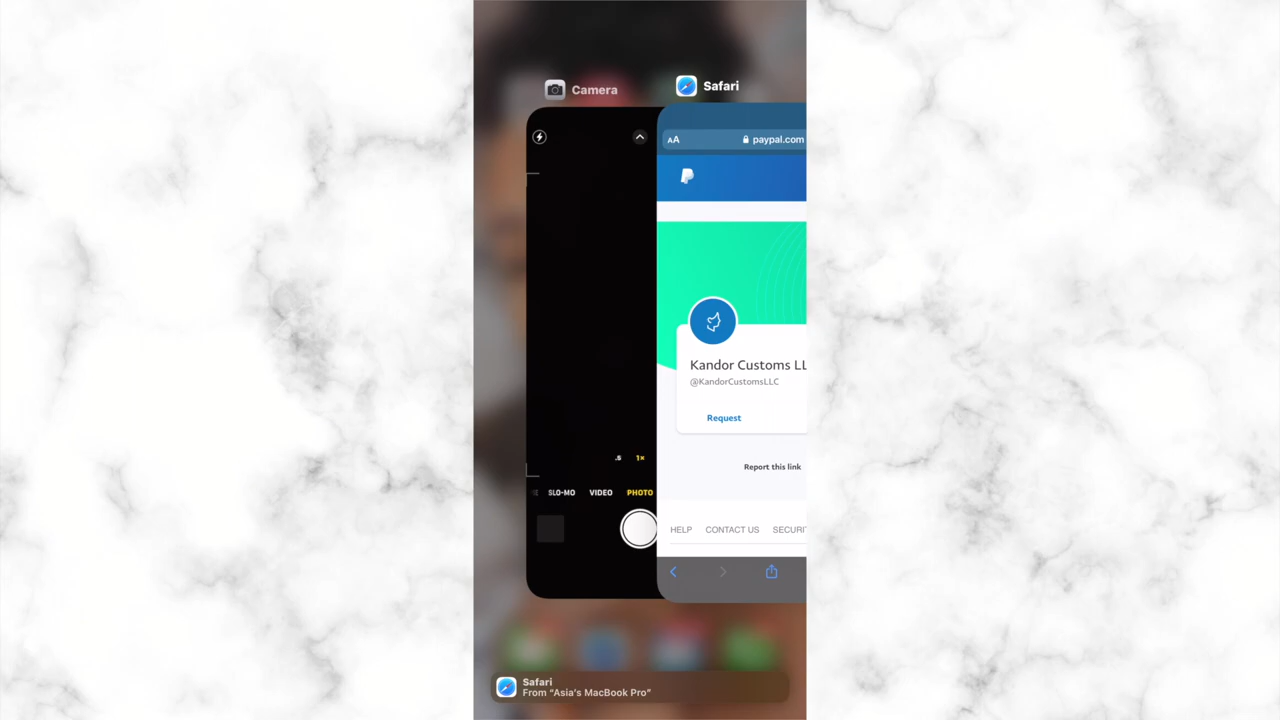 Camera
Safari
AA
paypal.com
Kandor Customs LL
@KandorCustomsLLC
Request
Report this link
.5 1×
SLO-MO VIDEO PHOTO
HELP CONTACT US SECURI
Safari
From “Asia’s MacBook Pro”